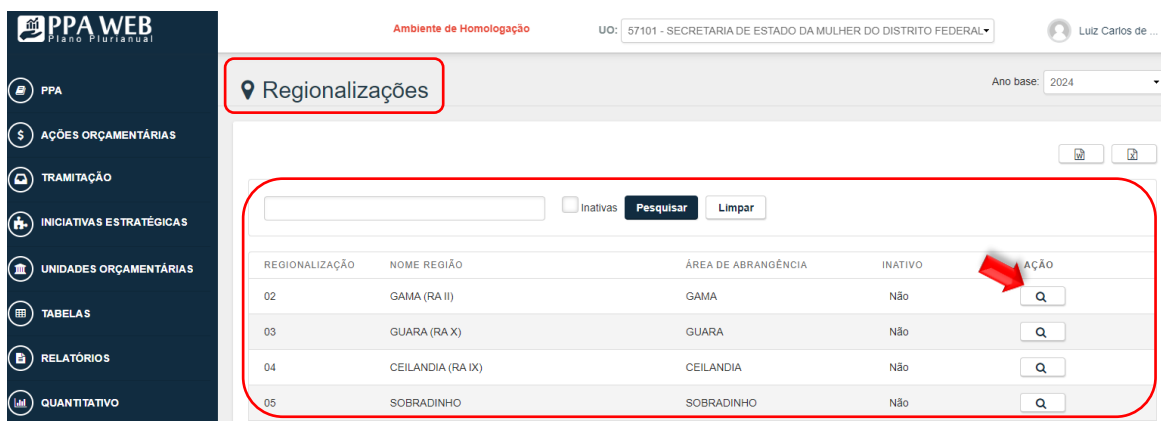 PPA WEB
Plano Plurianual
Ambiente de Homologação
UO: 57101 - SECRETARIA DE ESTADO DA MULHER DO DISTRITO FEDERAL
Luiz Carlos de ...
PPA
AÇÕES ORÇAMENTÁRIAS
TRAMITAÇÃO
INICIATIVAS ESTRATÉGICAS
UNIDADES ORÇAMENTÁRIAS
TABELAS
RELATÓRIOS
QUANTITATIVO
Regionalizações
Ano base: 2024
Inativas Pesquisar Limpar
REGIONALIZAÇÃO NOME REGIÃO ÁREA DE ABRANGÊNCIA INATIVO AÇÃO
02 GAMA (RA II) GAMA Não
03 GUARA (RA X) GUARA Não
04 CEILANDIA (RA IX) CEILANDIA Não
05 SOBRADINHO SOBRADINHO Não